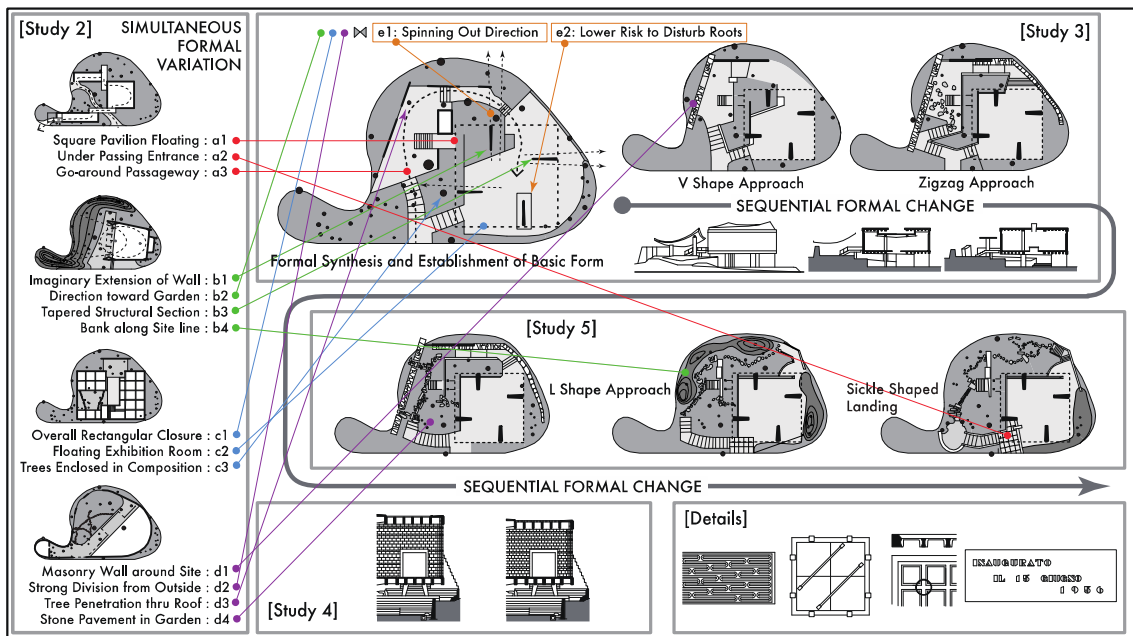 [Study 2]
SIMULTANEOUS
FORMAL
VARIATION
Square Pavilion Floating : a1
Under Passing Entrance : a2
Go-around Passageway : a3
Imaginary Extension of Wall : b1
Direction toward Garden : b2
Tapered Structural Section : b3
Bank along Site line : b4
Overall Rectangular Closure : c1
Floating Exhibition Room : c2
Trees Enclosed in Composition : c3
Masonry Wall around Site : d1
Strong Division from Outside : d2
Tree Penetration thru Roof : d3
Stone Pavement in Garden : d4
e1: Spinning Out Direction
e2: Lower Risk to Disturb Roots
[Study 3]
V Shape Approach
Zigzag Approach
SEQUENTIAL FORMAL CHANGE
Formal Synthesis and Establishment of Basic Form
[Study 5]
L Shape Approach
Sickle Shaped
Landing
SEQUENTIAL FORMAL CHANGE
[Study 4]
[Details]
INAUGURATO
IL 15 GIUGNO
1956